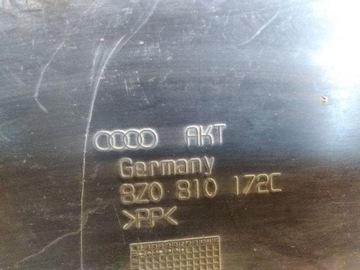 AKT
Germany
8Z0 810 172C
>PP<